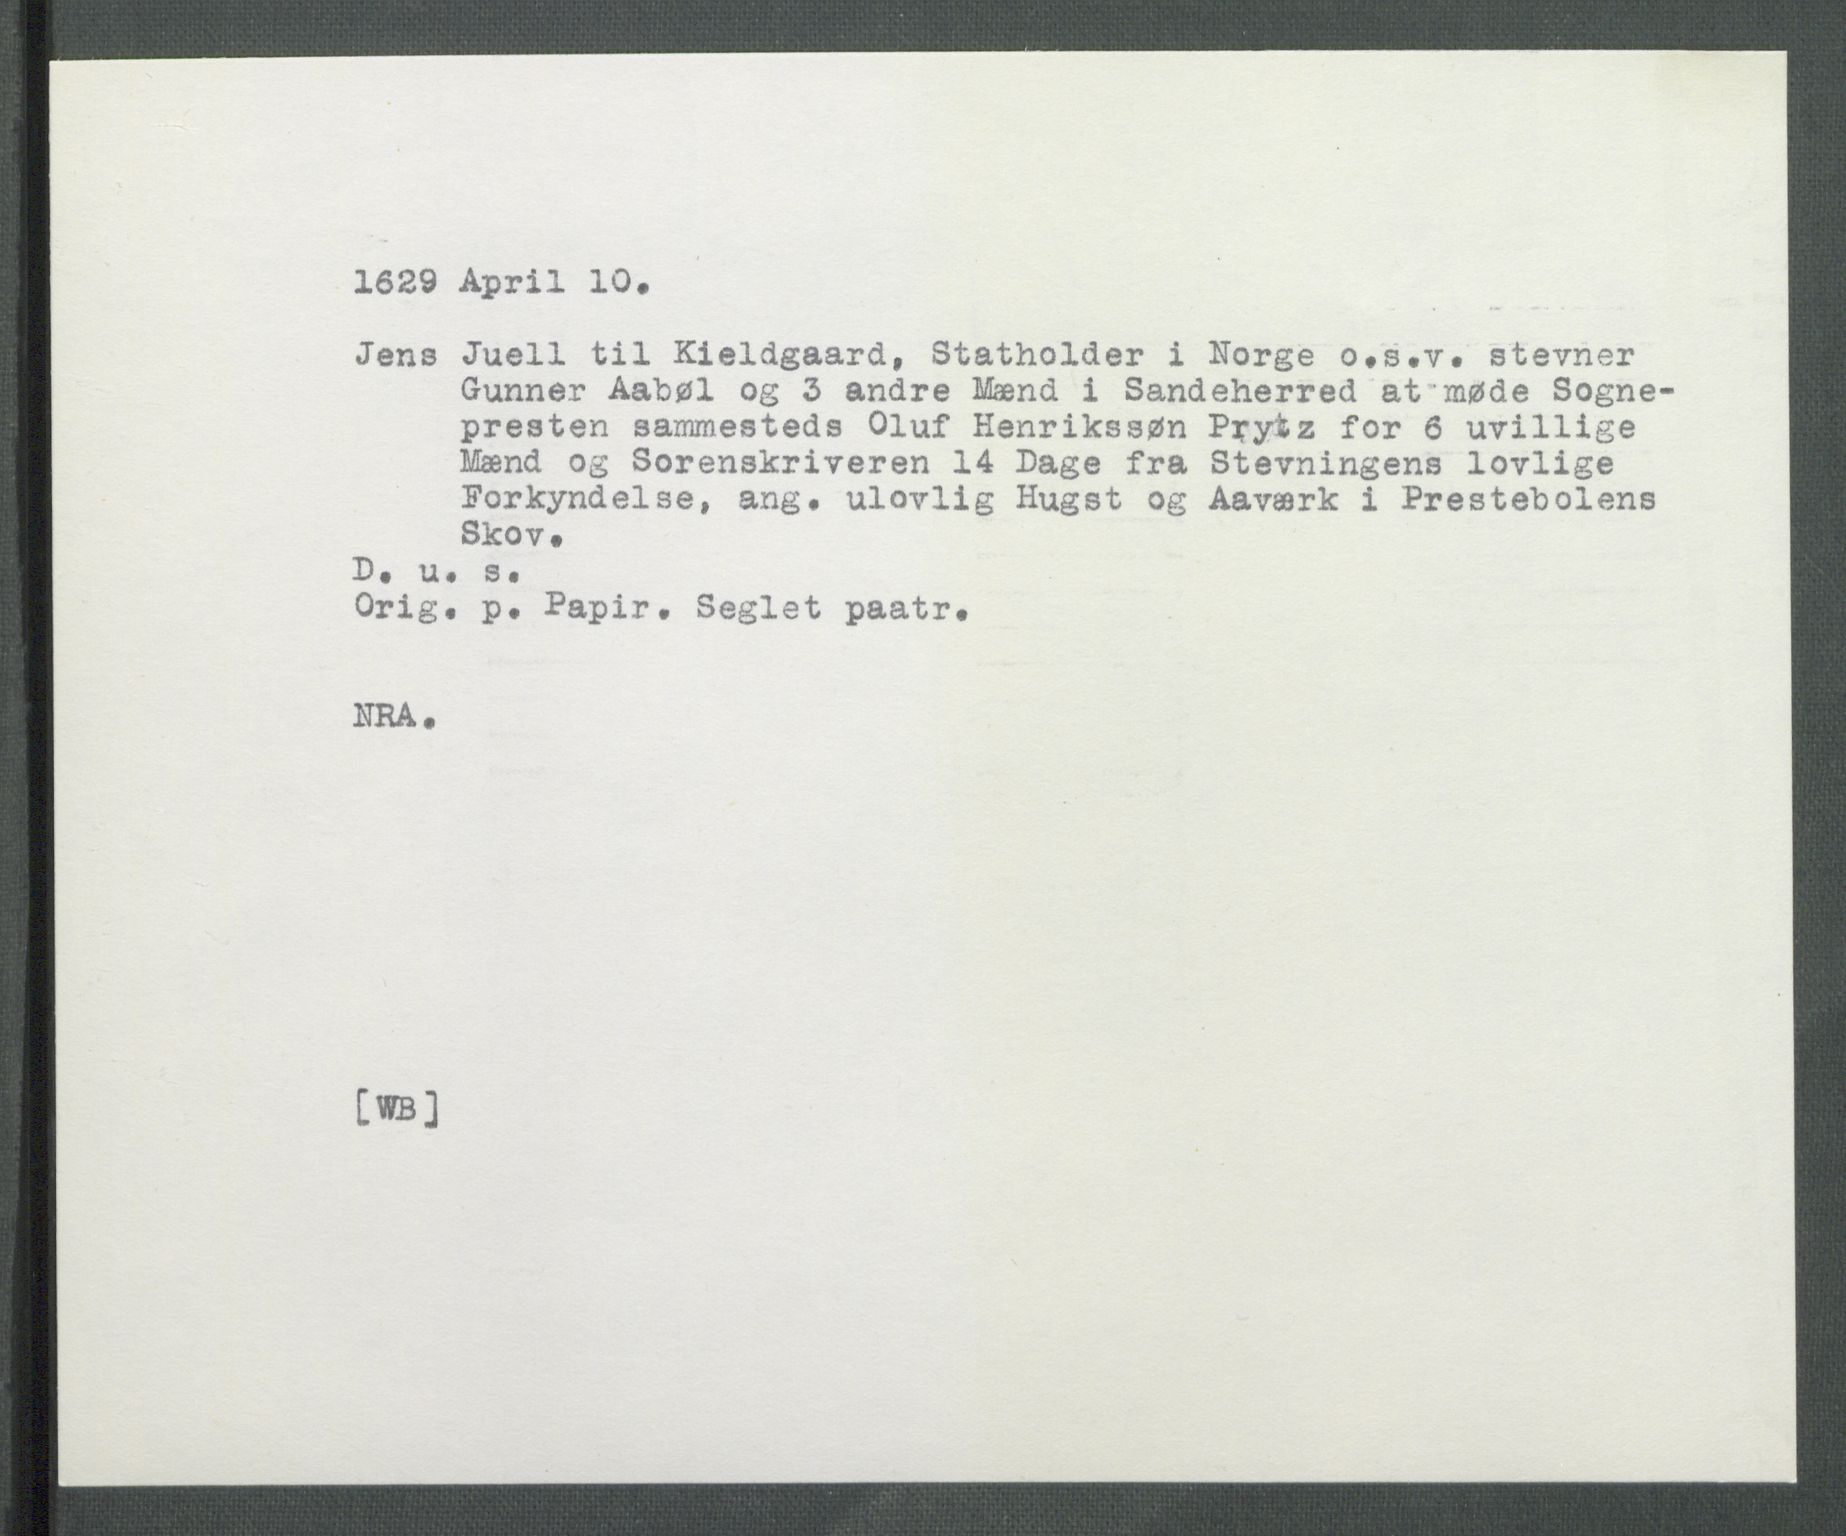 1629 April 10.
Jens Juell til Kieldgaard, Statholder i Norge o.s.v. stevner
Gunner Aabøl og 3 andre Mænd i Sandeherred at møde Sogne-
presten sammesteds Oluf Henrikssøn Prytz for 6 uvillige
Mænd og Sorenskriveren 14 Dage fra Stevningens lovlige
Forkyndelse, ang. ulovlig Hugst og Aaværk i Prestebolens
Skov.
D. u. s.
Orig. p. Papir. Seglet paatr.
NRA.
[WB]